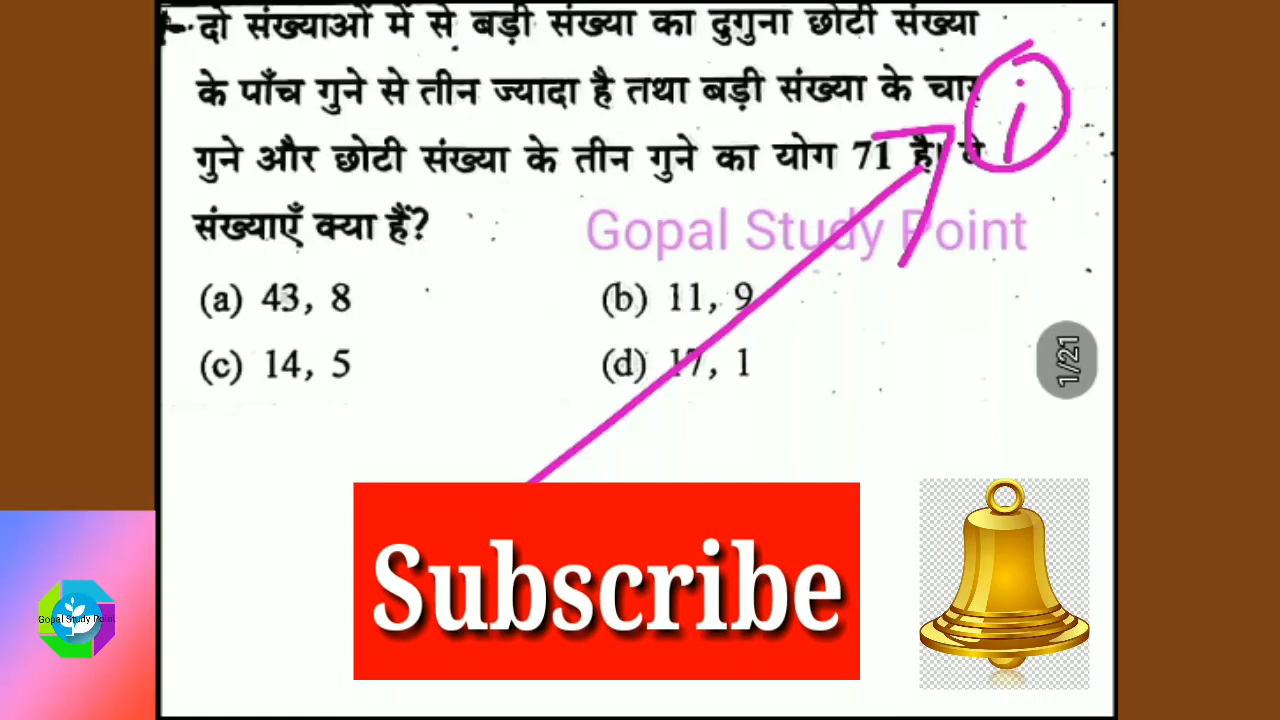 दो संख्याओं में से बड़ी संख्या का दुगुना छोटी संख्या
के पाँच गुने से तीन ज्यादा है तथा बड़ी संख्या के चार
गुने और छोटी संख्या के तीन गुने का योग 71 है। वे
संख्याएँ क्या हैं?
Gopal Study Point
(a) 43, 8 (b) 11, 9
(c) 14, 5 (d) 17, 1
i
1/21
Subscribe
Gopal Study Point